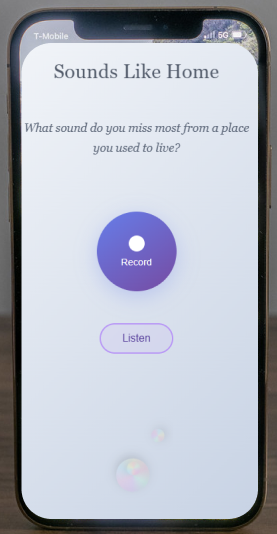 T-Mobile
5G
Sounds Like Home
What sound do you miss most from a place
you used to live?
Record
Listen